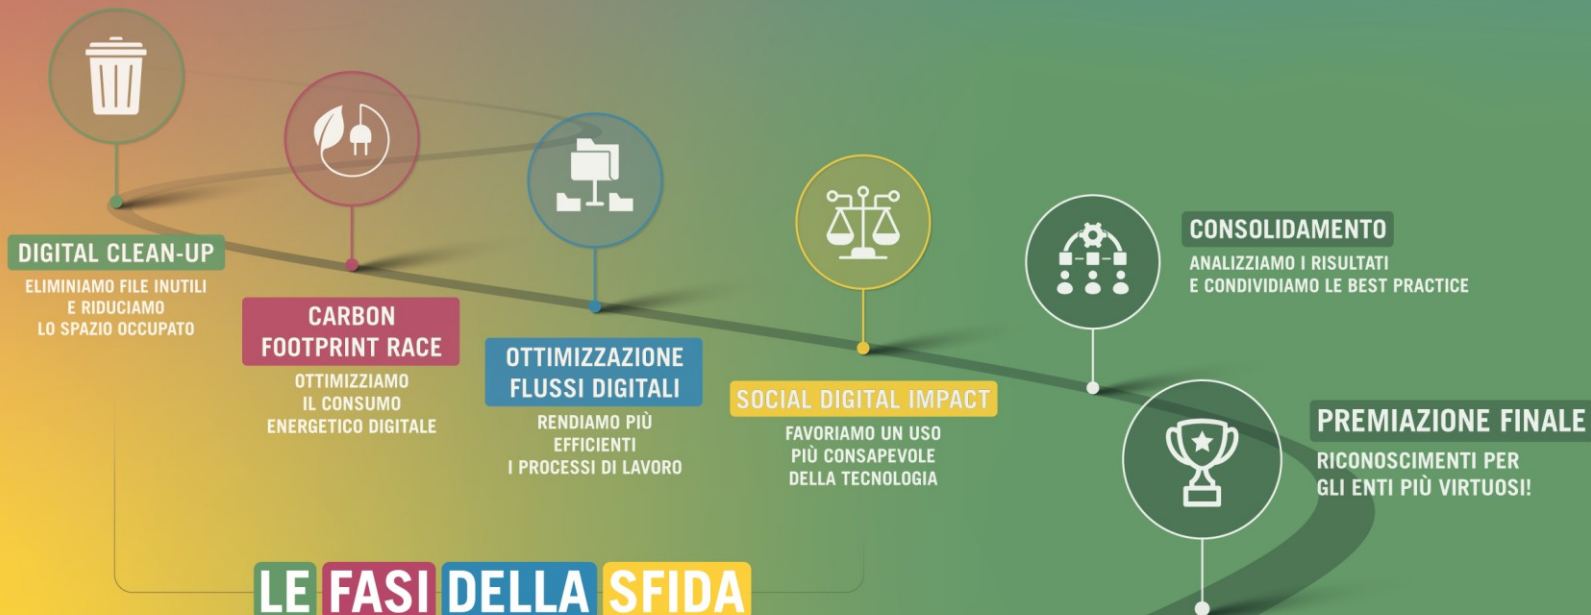 DIGITAL CLEAN-UP
ELIMINIAMO FILE INUTILI
E RIDUCIAMO
LO SPAZIO OCCUPATO
CARBON
FOOTPRINT RACE
OTTIMIZZIAMO
IL CONSUMO
ENERGETICO DIGITALE
OTTIMIZZAZIONE
FLUSSI DIGITALI
RENDIAMO PIÙ
EFFICIENTI
I PROCESSI DI LAVORO
SOCIAL DIGITAL IMPACT
FAVORIAMO UN USO
PIÙ CONSAPEVOLE
DELLA TECNOLOGIA
CONSOLIDAMENTO
ANALIZZIAMO I RISULTATI
E CONDIVIDIAMO LE BEST PRACTICE
PREMIAZIONE FINALE
RICONOSCIMENTI PER
GLI ENTI PIÙ VIRTUOSI!
LE FASI DELLA SFIDA